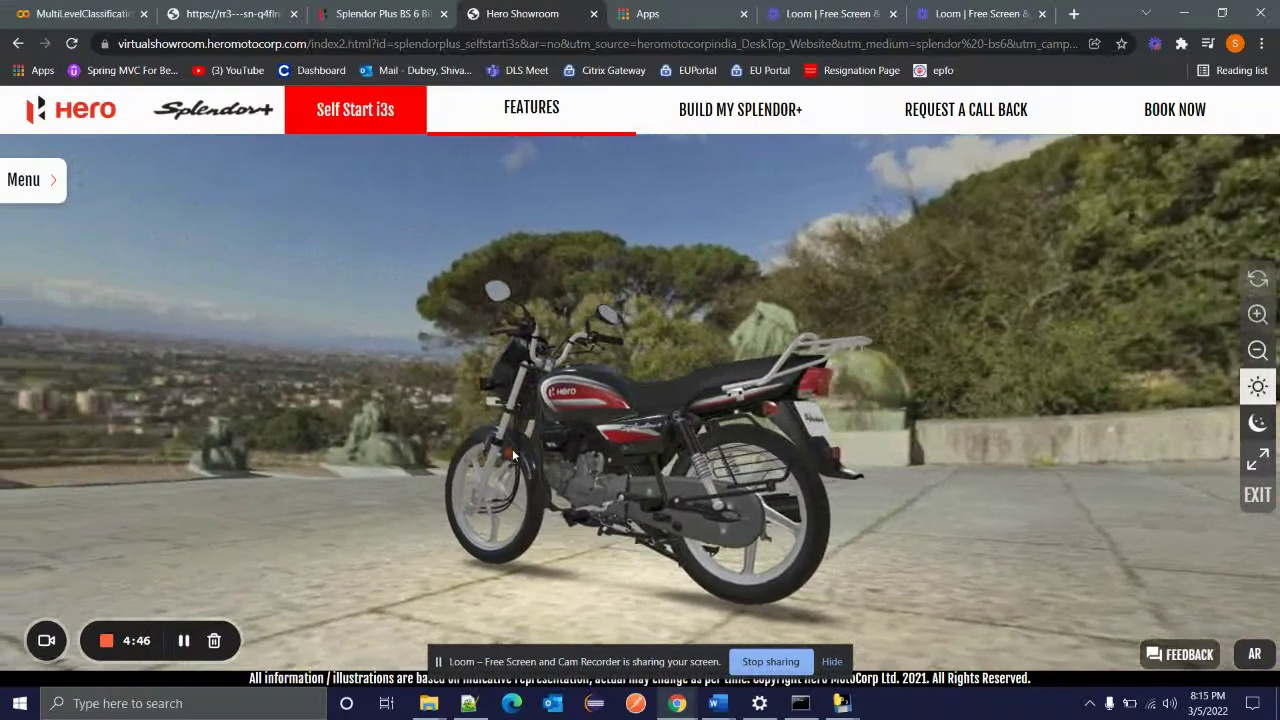 MultiLevelClassificati
https://rr3---sn-q4flr
Splendor Plus BS 6 Bi
Hero Showroom
Apps
Loom | Free Screen &
Loom | Free Screen &
virtualshowroom.heromotocorp.com/index2.html?id=splendorplus_selfstarti3s&at=no&utm_source=heromotocorpindia_DeskTop_Website&utm_medium=splendor%20-bs6&utm_camp...
Apps
Spring MVC For Be...
(3) YouTube
Dashboard
Mail - Dubey, Shiva...
DLS Meet
Citrix Gateway
EUPortal
EU Portal
Resignation Page
epfo
Reading list
Hero
Splendor+
Self Start i3s
FEATURES
BUILD MY SPLENDOR+
REQUEST A CALL BACK
BOOK NOW
Menu
Hero
EXIT
4:46
Loom – Free Screen and Cam Recorder is sharing your screen.
Stop sharing
Hide
FEEDBACK
AR
All information / illustrations are based on indicative representation, actual may change as per time. Copyright Hero MotoCorp Ltd. 2021. All Rights Reserved.
Type here to search
8:15 PM
3/5/2022